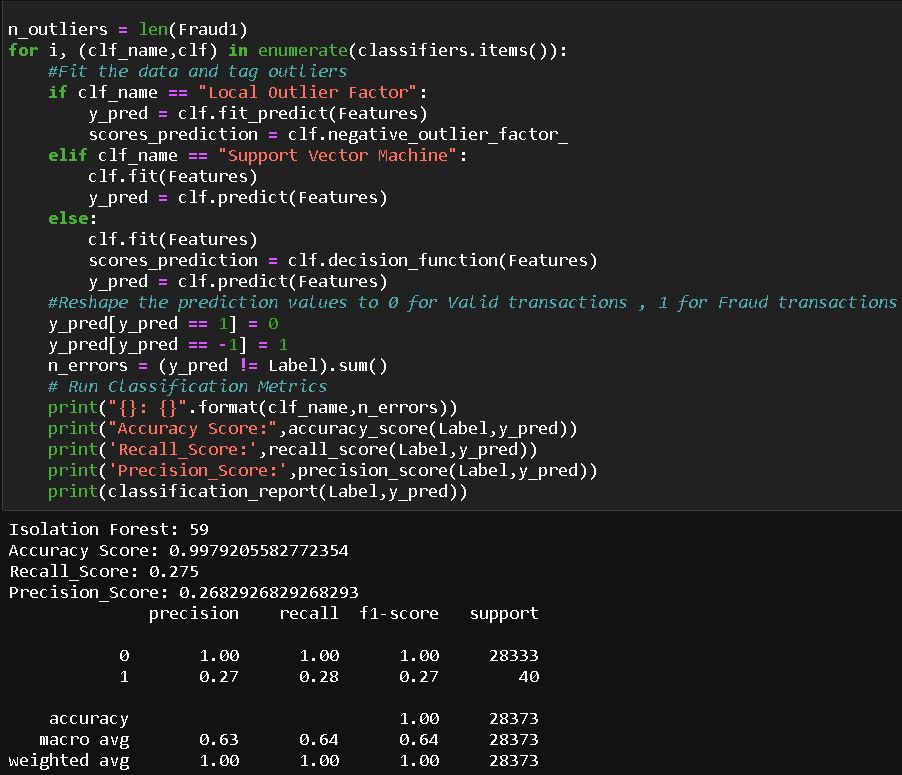 n_outliers = len(Fraud1)
for i, (clf_name,clf) in enumerate(classifiers.items()):
    #Fit the data and tag outliers
    if clf_name == "Local Outlier Factor":
        y_pred = clf.fit_predict(Features)
        scores_prediction = clf.negative_outlier_factor_
    elif clf_name == "Support Vector Machine":
        clf.fit(Features)
        y_pred = clf.predict(Features)
    else:
        clf.fit(Features)
        scores_prediction = clf.decision_function(Features)
        y_pred = clf.predict(Features)
    #Reshape the prediction values to 0 for Valid transactions , 1 for Fraud transactions
    y_pred[y_pred == 1] = 0
    y_pred[y_pred == -1] = 1
    n_errors = (y_pred != Label).sum()
    # Run Classification Metrics
    print("{}: {}".format(clf_name,n_errors))
    print("Accuracy Score:",accuracy_score(Label,y_pred))
    print('Recall_Score:',recall_score(Label,y_pred))
    print('Precision_Score:',precision_score(Label,y_pred))
    print(classification_report(Label,y_pred))
Isolation Forest: 59
Accuracy Score: 0.9979205582772354
Recall_Score: 0.275
Precision_Score: 0.2682926829268293
              precision    recall  f1-score   support
           0       1.00      1.00      1.00     28333
           1       0.27      0.28      0.27        40
    accuracy                           1.00     28373
   macro avg       0.63      0.64      0.64     28373
weighted avg       1.00      1.00      1.00     28373